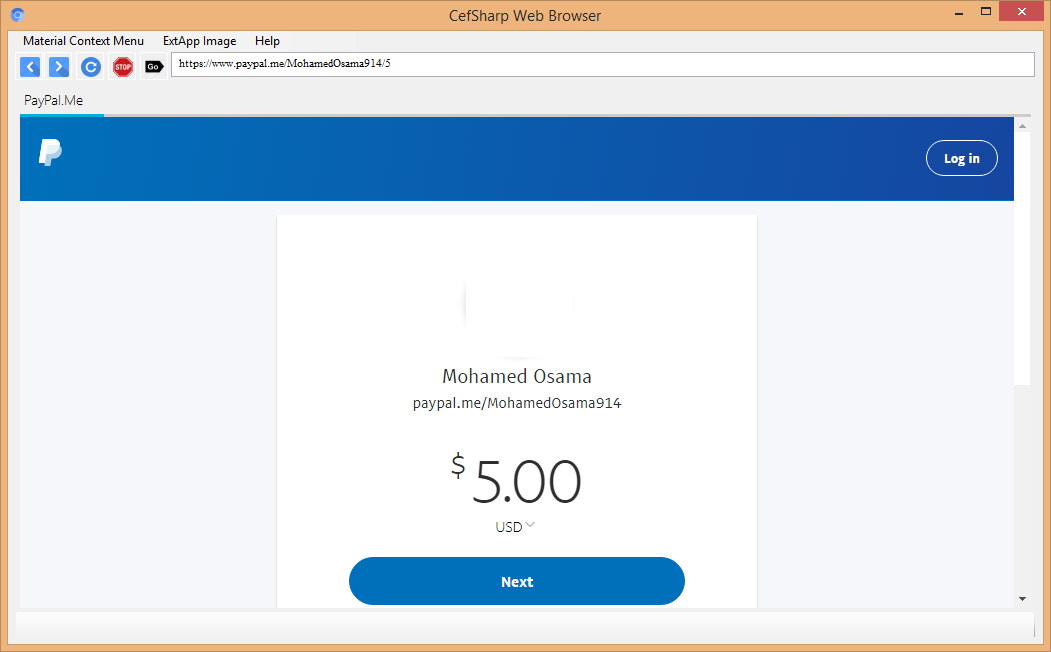 CefSharp Web Browser
Material Context Menu ExtApp Image Help
STOP Go https://www.paypal.me/MohamedOsama914/5
PayPal.Me
Log in
Mohamed Osama
paypal.me/MohamedOsama914
$ 5.00
USD
Next